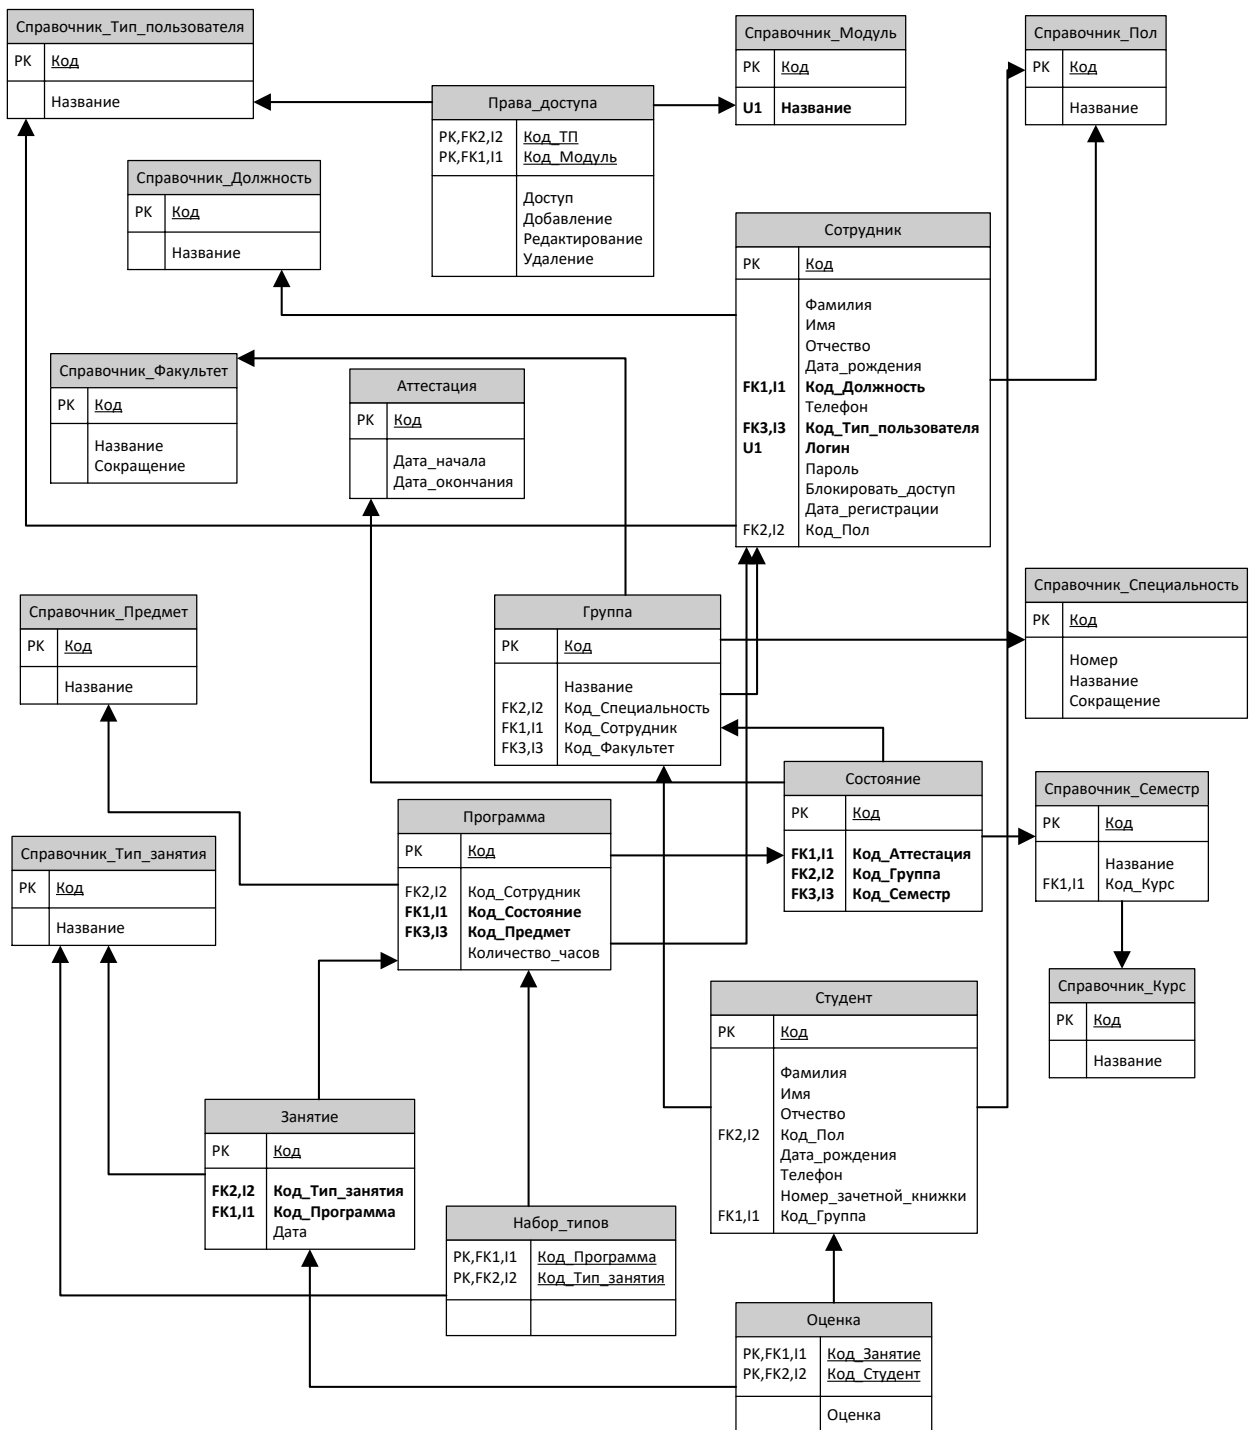 Справочник_Тип_пользователя
PK Код
Название
Справочник_Модуль
PK Код
U1 Название
Справочник_Пол
PK Код
Название
Права_доступа
PK,FK2,I2 Код_ТП
PK,FK1,I1 Код_Модуль
Доступ
Добавление
Редактирование
Удаление
Справочник_Должность
PK Код
Название
Сотрудник
PK Код
Фамилия
Имя
Отчество
Дата_рождения
FK1,I1 Код_Должность
Телефон
FK3,I3 Код_Тип_пользователя
U1 Логин
Пароль
Блокировать_доступ
Дата_регистрации
FK2,I2 Код_Пол
Справочник_Факультет
PK Код
Название
Сокращение
Аттестация
PK Код
Дата_начала
Дата_окончания
Справочник_Предмет
PK Код
Название
Группа
PK Код
Название
FK2,I2 Код_Специальность
FK1,I1 Код_Сотрудник
FK3,I3 Код_Факультет
Справочник_Специальность
PK Код
Номер
Название
Сокращение
Состояние
PK Код
FK1,I1 Код_Аттестация
FK2,I2 Код_Группа
FK3,I3 Код_Семестр
Справочник_Семестр
PK Код
Название
FK1,I1 Код_Курс
Программа
PK Код
FK2,I2 Код_Сотрудник
FK1,I1 Код_Состояние
FK3,I3 Код_Предмет
Количество_часов
Справочник_Тип_занятия
PK Код
Название
Справочник_Курс
PK Код
Название
Студент
PK Код
Фамилия
Имя
Отчество
FK2,I2 Код_Пол
Дата_рождения
Телефон
Номер_зачетной_книжки
FK1,I1 Код_Группа
Занятие
PK Код
FK2,I2 Код_Тип_занятия
FK1,I1 Код_Программа
Дата
Набор_типов
PK,FK1,I1 Код_Программа
PK,FK2,I2 Код_Тип_занятия
Оценка
PK,FK1,I1 Код_Занятие
PK,FK2,I2 Код_Студент
Оценка